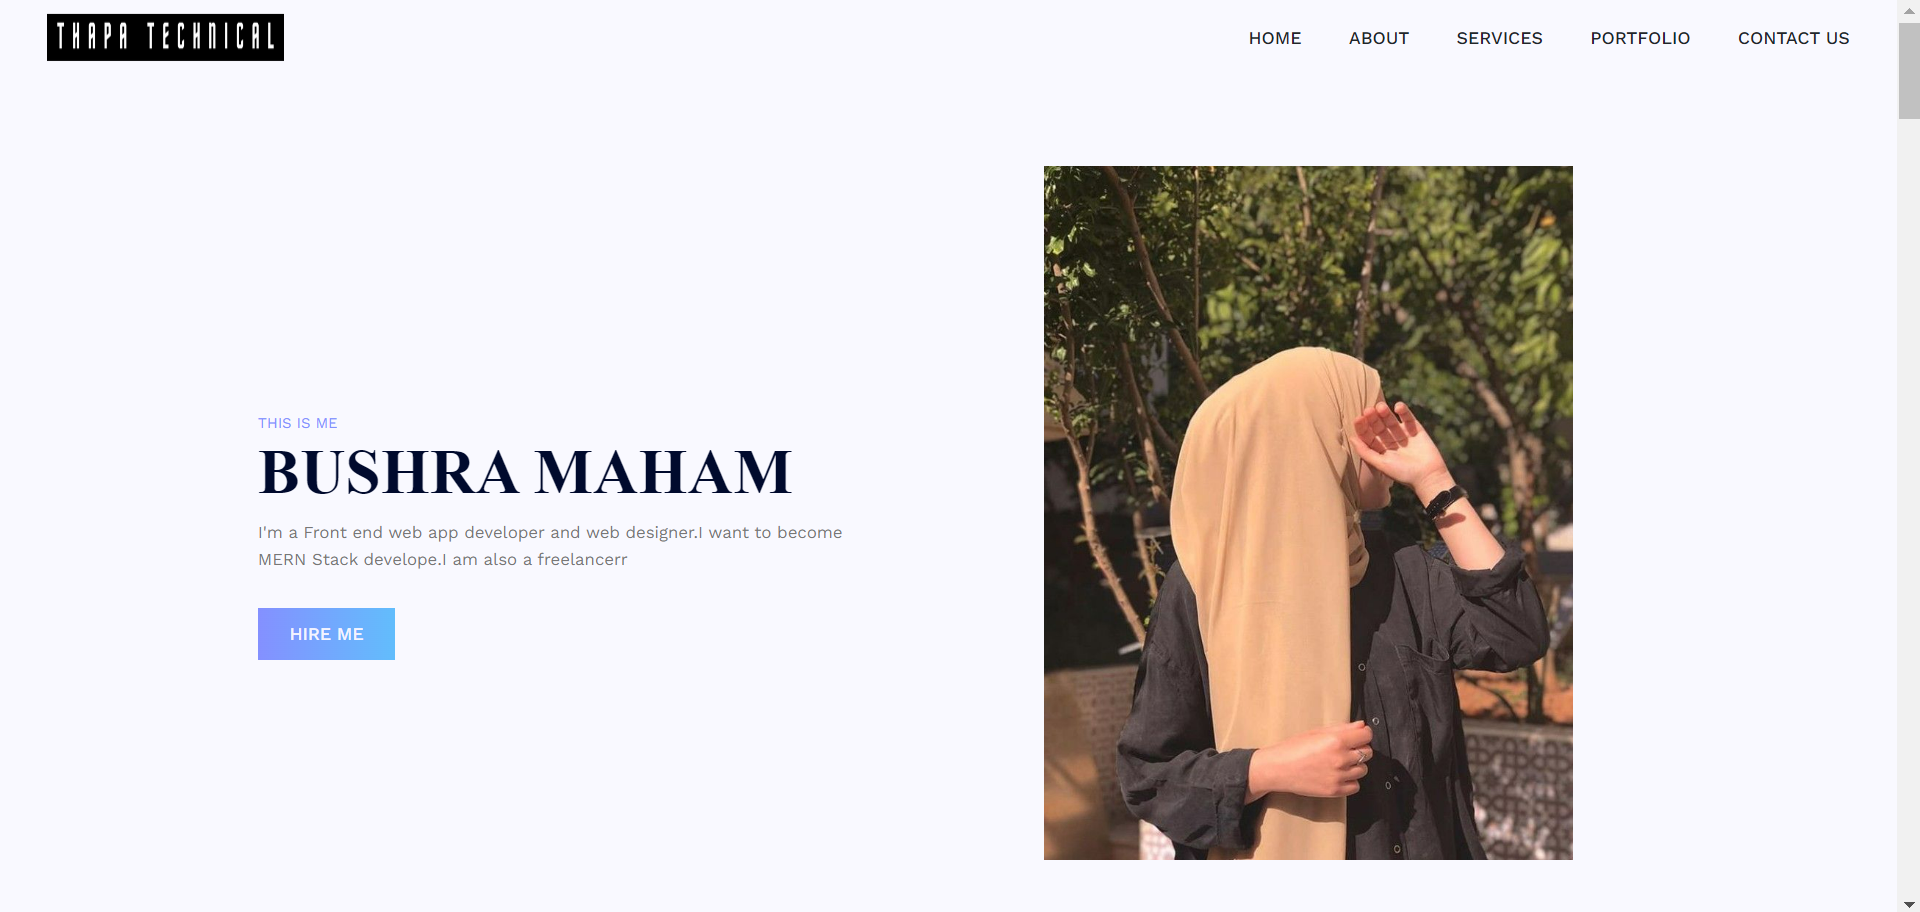 THAPA TECHNICAL
HOME ABOUT SERVICES PORTFOLIO CONTACT US
THIS IS ME
BUSHRA MAHAM
I'm a Front end web app developer and web designer.I want to become
MERN Stack develope.I am also a freelancerr
HIRE ME